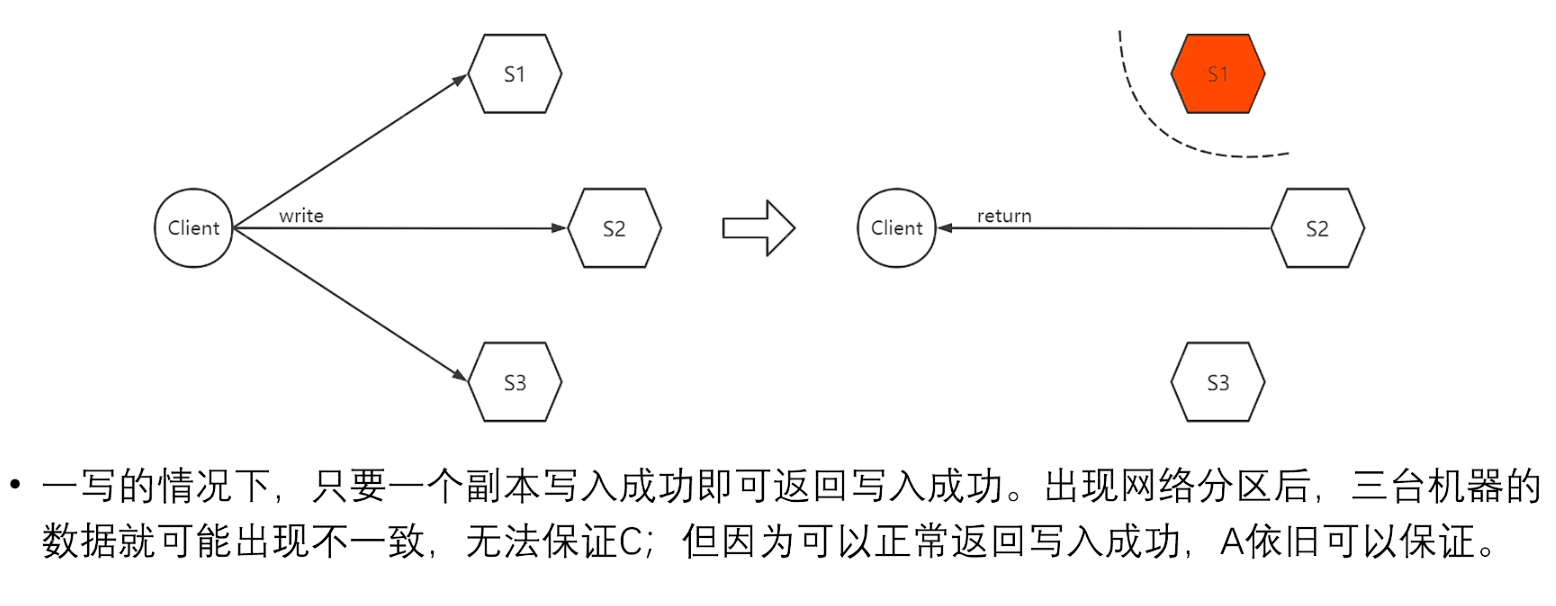 S1
S1
Client
write
S2
Client
return
S2
S3
S3
• 一写的情况下，只要一个副本写入成功即可返回写入成功。出现网络分区后，三台机器的
数据就可能出现不一致，无法保证C；但因为可以正常返回写入成功，A依旧可以保证。